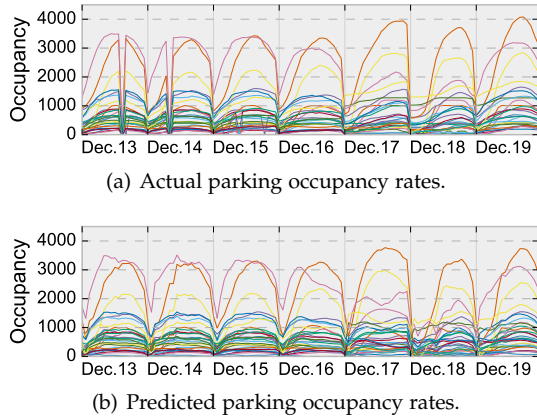 Occupancy
4000
3000
2000
1000
0
Dec.13 Dec.14 Dec.15 Dec.16 Dec.17 Dec.18 Dec.19
(a) Actual parking occupancy rates.
Occupancy
4000
3000
2000
1000
0
Dec.13 Dec.14 Dec.15 Dec.16 Dec.17 Dec.18 Dec.19
(b) Predicted parking occupancy rates.